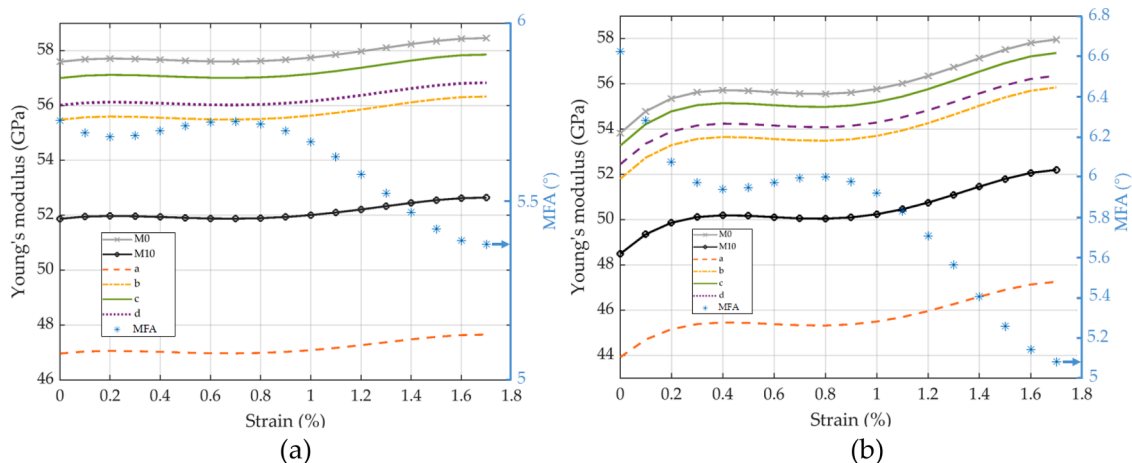 Young's modulus (GPa)
58
56
54
52
50
48
46
6
5.5
5
MFA (°)
M0
M10
a
b
c
d
MFA
0 0.2 0.4 0.6 0.8 1 1.2 1.4 1.6 1.8
Strain (%)
(a)
Young's modulus (GPa)
58
56
54
52
50
48
46
44
6.8
6.6
6.4
6.2
6
5.8
5.6
5.4
5.2
5
MFA (°)
M0
M10
a
b
c
d
MFA
0 0.2 0.4 0.6 0.8 1 1.2 1.4 1.6 1.8
Strain (%)
(b)